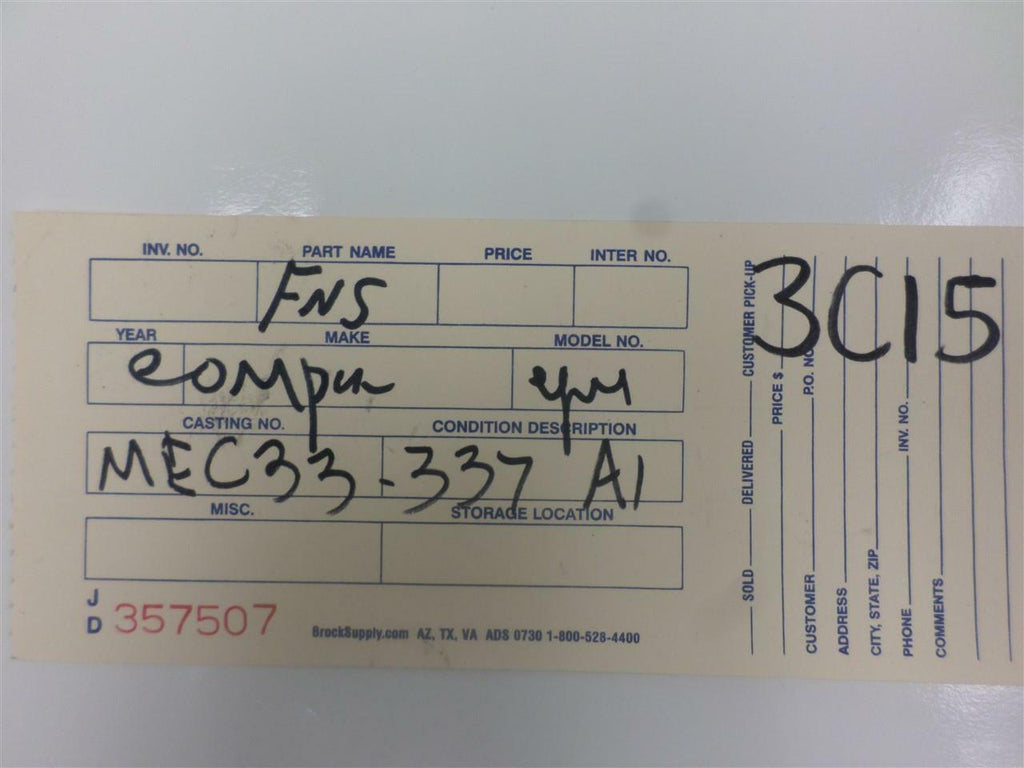 INV. NO. PART NAME PRICE INTER NO.
FNS
YEAR MAKE MODEL NO.
CASTING NO. CONDITION DESCRIPTION
MEC33-337 A1
MISC. STORAGE LOCATION
J D 357507
BrockSupply.com AZ, TX, VA ADS 0730 1-800-528-4400
3C15
SOLD DELIVERED CUSTOMER PICK-UP
PRICE $
CUSTOMER P.O. NO.
ADDRESS
CITY, STATE, ZIP
PHONE INV. NO.
COMMENTS